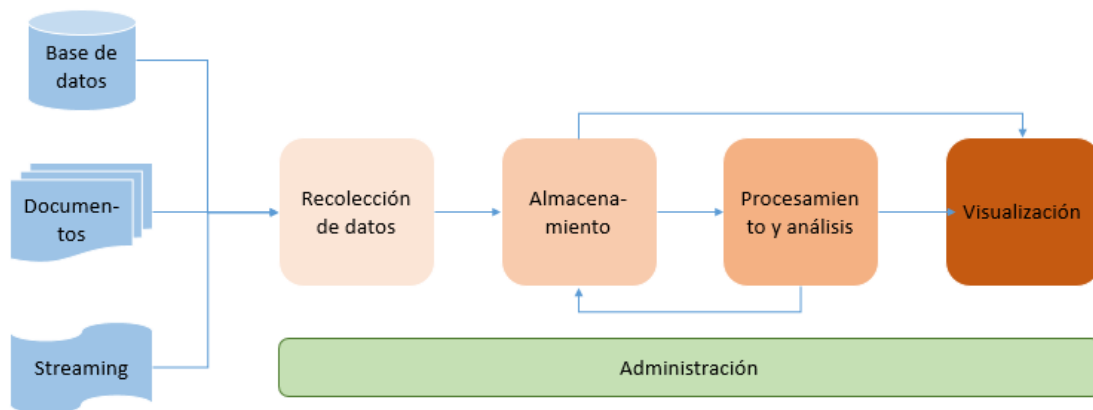 Base de
datos
Documen-
tos
Streaming
Recolección
de datos
Almacena-
miento
Procesamien
to y análisis
Visualización
Administración